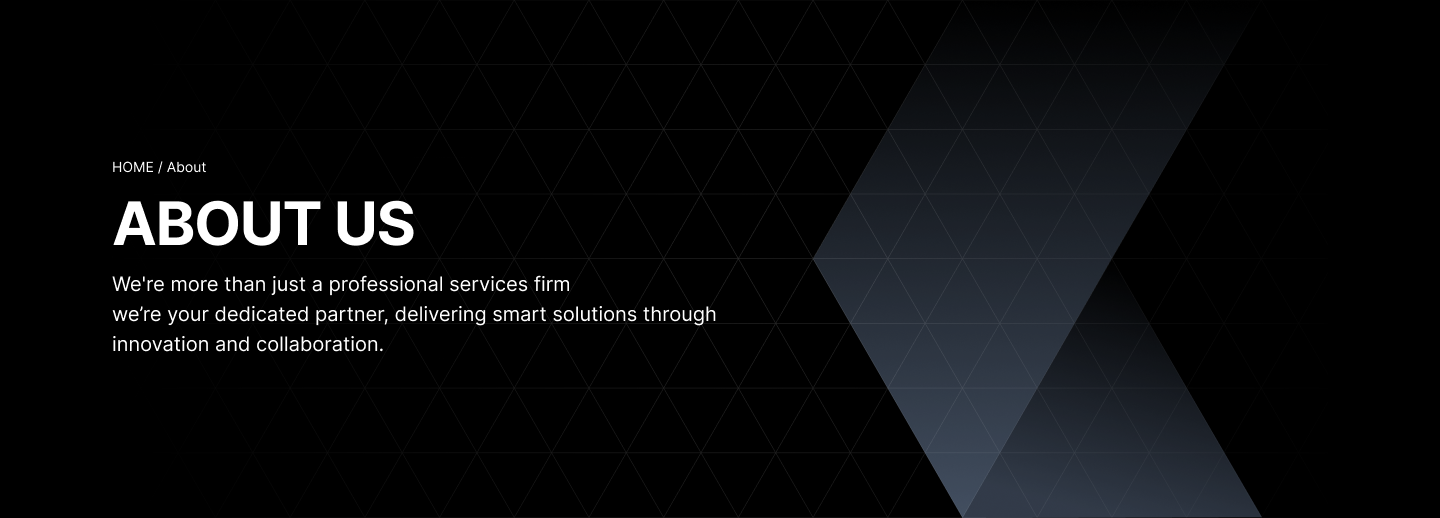 HOME / About
ABOUT US
We're more than just a professional services firm
we’re your dedicated partner, delivering smart solutions through
innovation and collaboration.